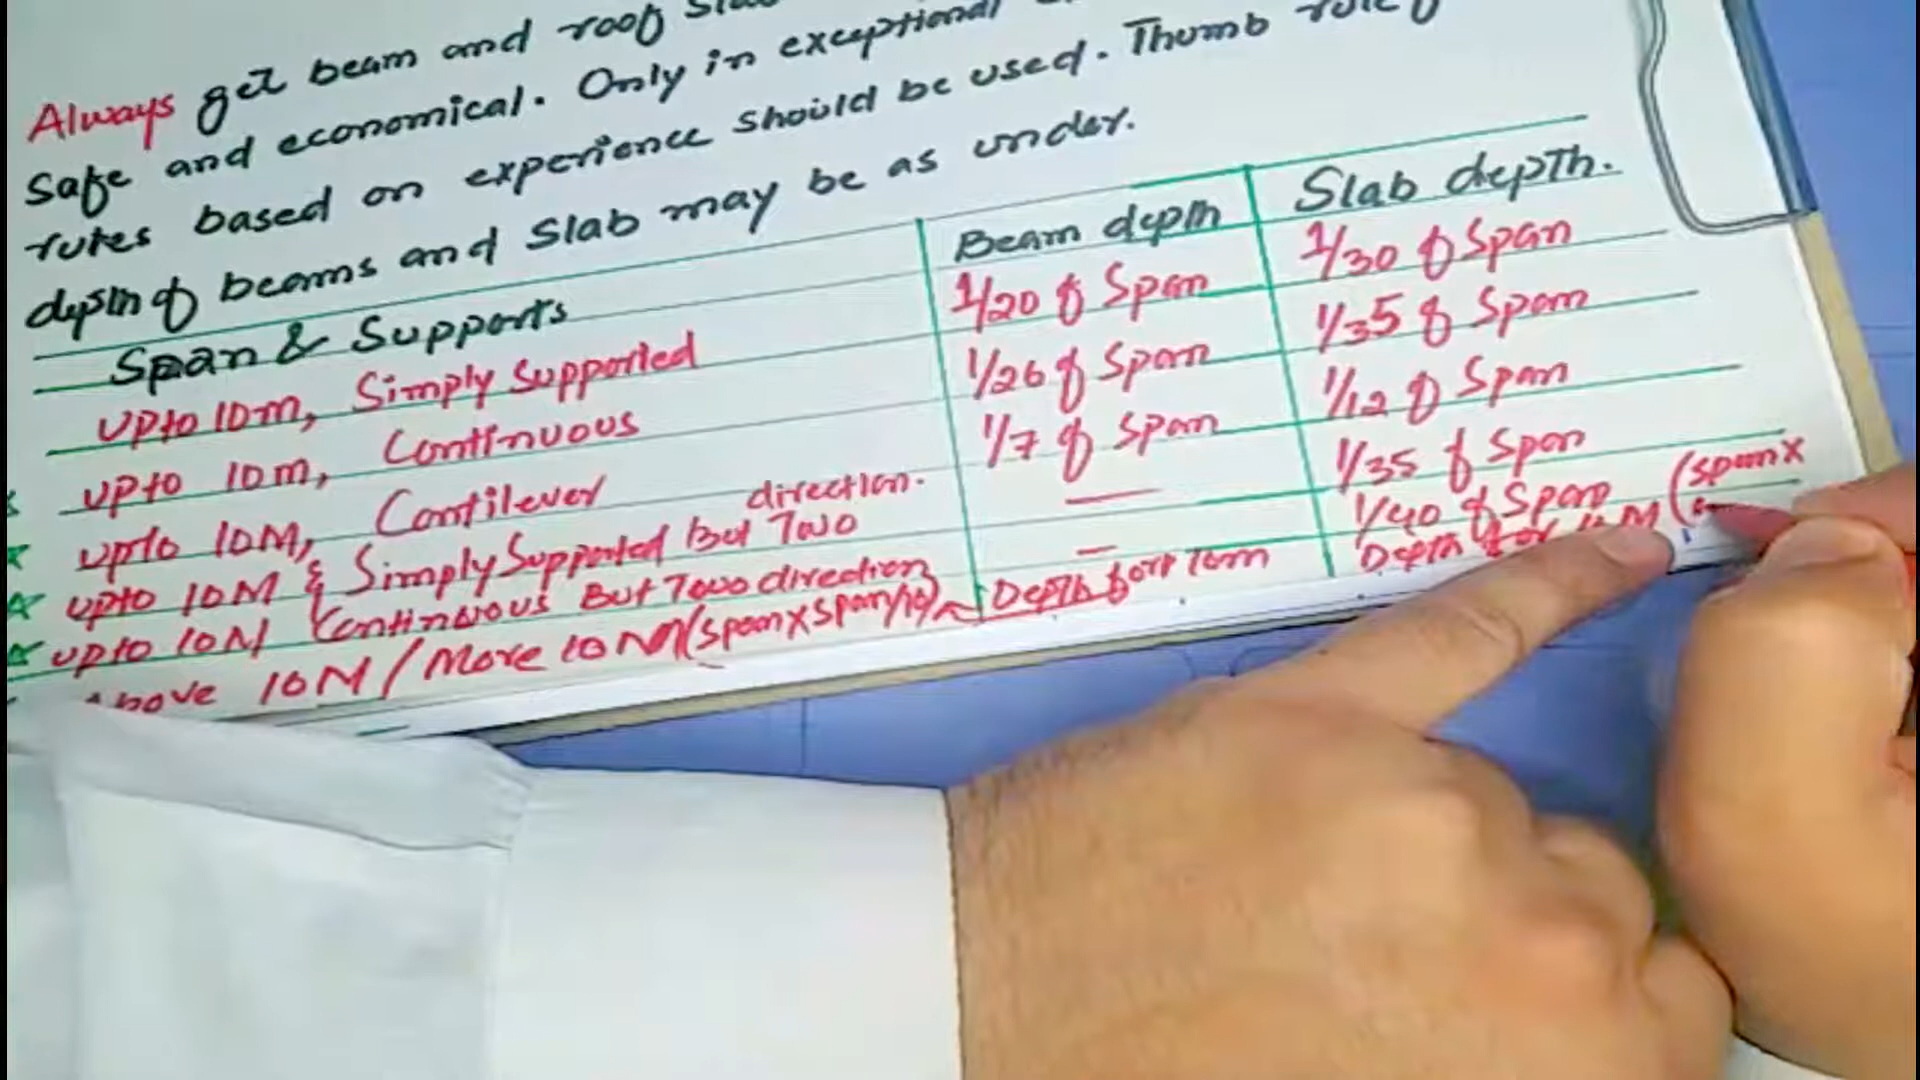 Always get beam and roof
Safe and economical. Only in exceptional
rules based on experience should be used. Thumb
depth of beams and Slab may be as under.
Span & Supports Beam depth Slab depth.
upto 10m, Simply Supported 1/20 of Span 1/30 of Span
upto 10m, Continuous 1/26 of Span 1/35 of Span
upto 10M, Cantilever 1/7 of Span 1/12 of Span
direction.
upto 10M & Simply Supported But Two — 1/35 of Span
upto 10M Continuous But Two direction — 1/40 of Span
Above 10M / More 10M (span x span/10) Depth for 10m Depth for 10M (span x